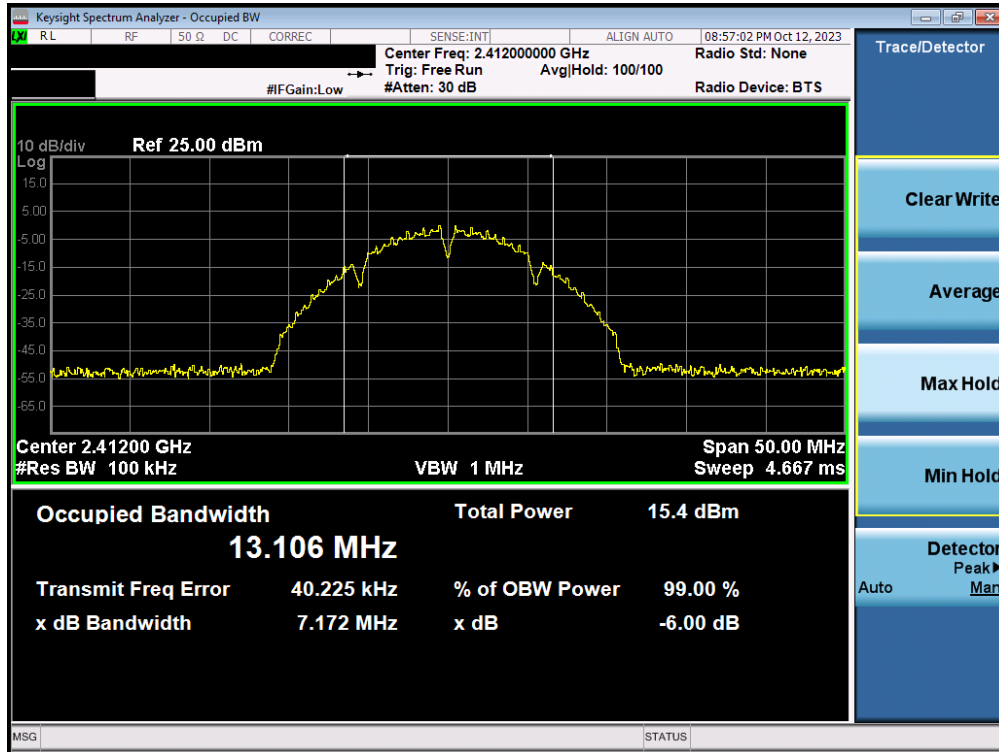 Keysight Spectrum Analyzer - Occupied BW
LXI RL RF 50 Ω DC CORREC SENSE:INT ALIGN AUTO 08:57:02 PM Oct 12, 2023
Center Freq: 2.412000000 GHz Radio Std: None
Trig: Free Run Avg|Hold: 100/100
#IFGain:Low #Atten: 30 dB Radio Device: BTS
Trace/Detector
10 dB/div Ref 25.00 dBm
Log
15.0
5.00
-5.00
-15.0
-25.0
-35.0
-45.0
-55.0
-65.0
Center 2.41200 GHz Span 50.00 MHz
#Res BW 100 kHz VBW 1 MHz Sweep 4.667 ms
Occupied Bandwidth Total Power 15.4 dBm
13.106 MHz
Transmit Freq Error 40.225 kHz % of OBW Power 99.00 %
x dB Bandwidth 7.172 MHz x dB -6.00 dB
Clear Write
Average
Max Hold
Min Hold
Detector
Peak▶
Auto Man
MSG STATUS